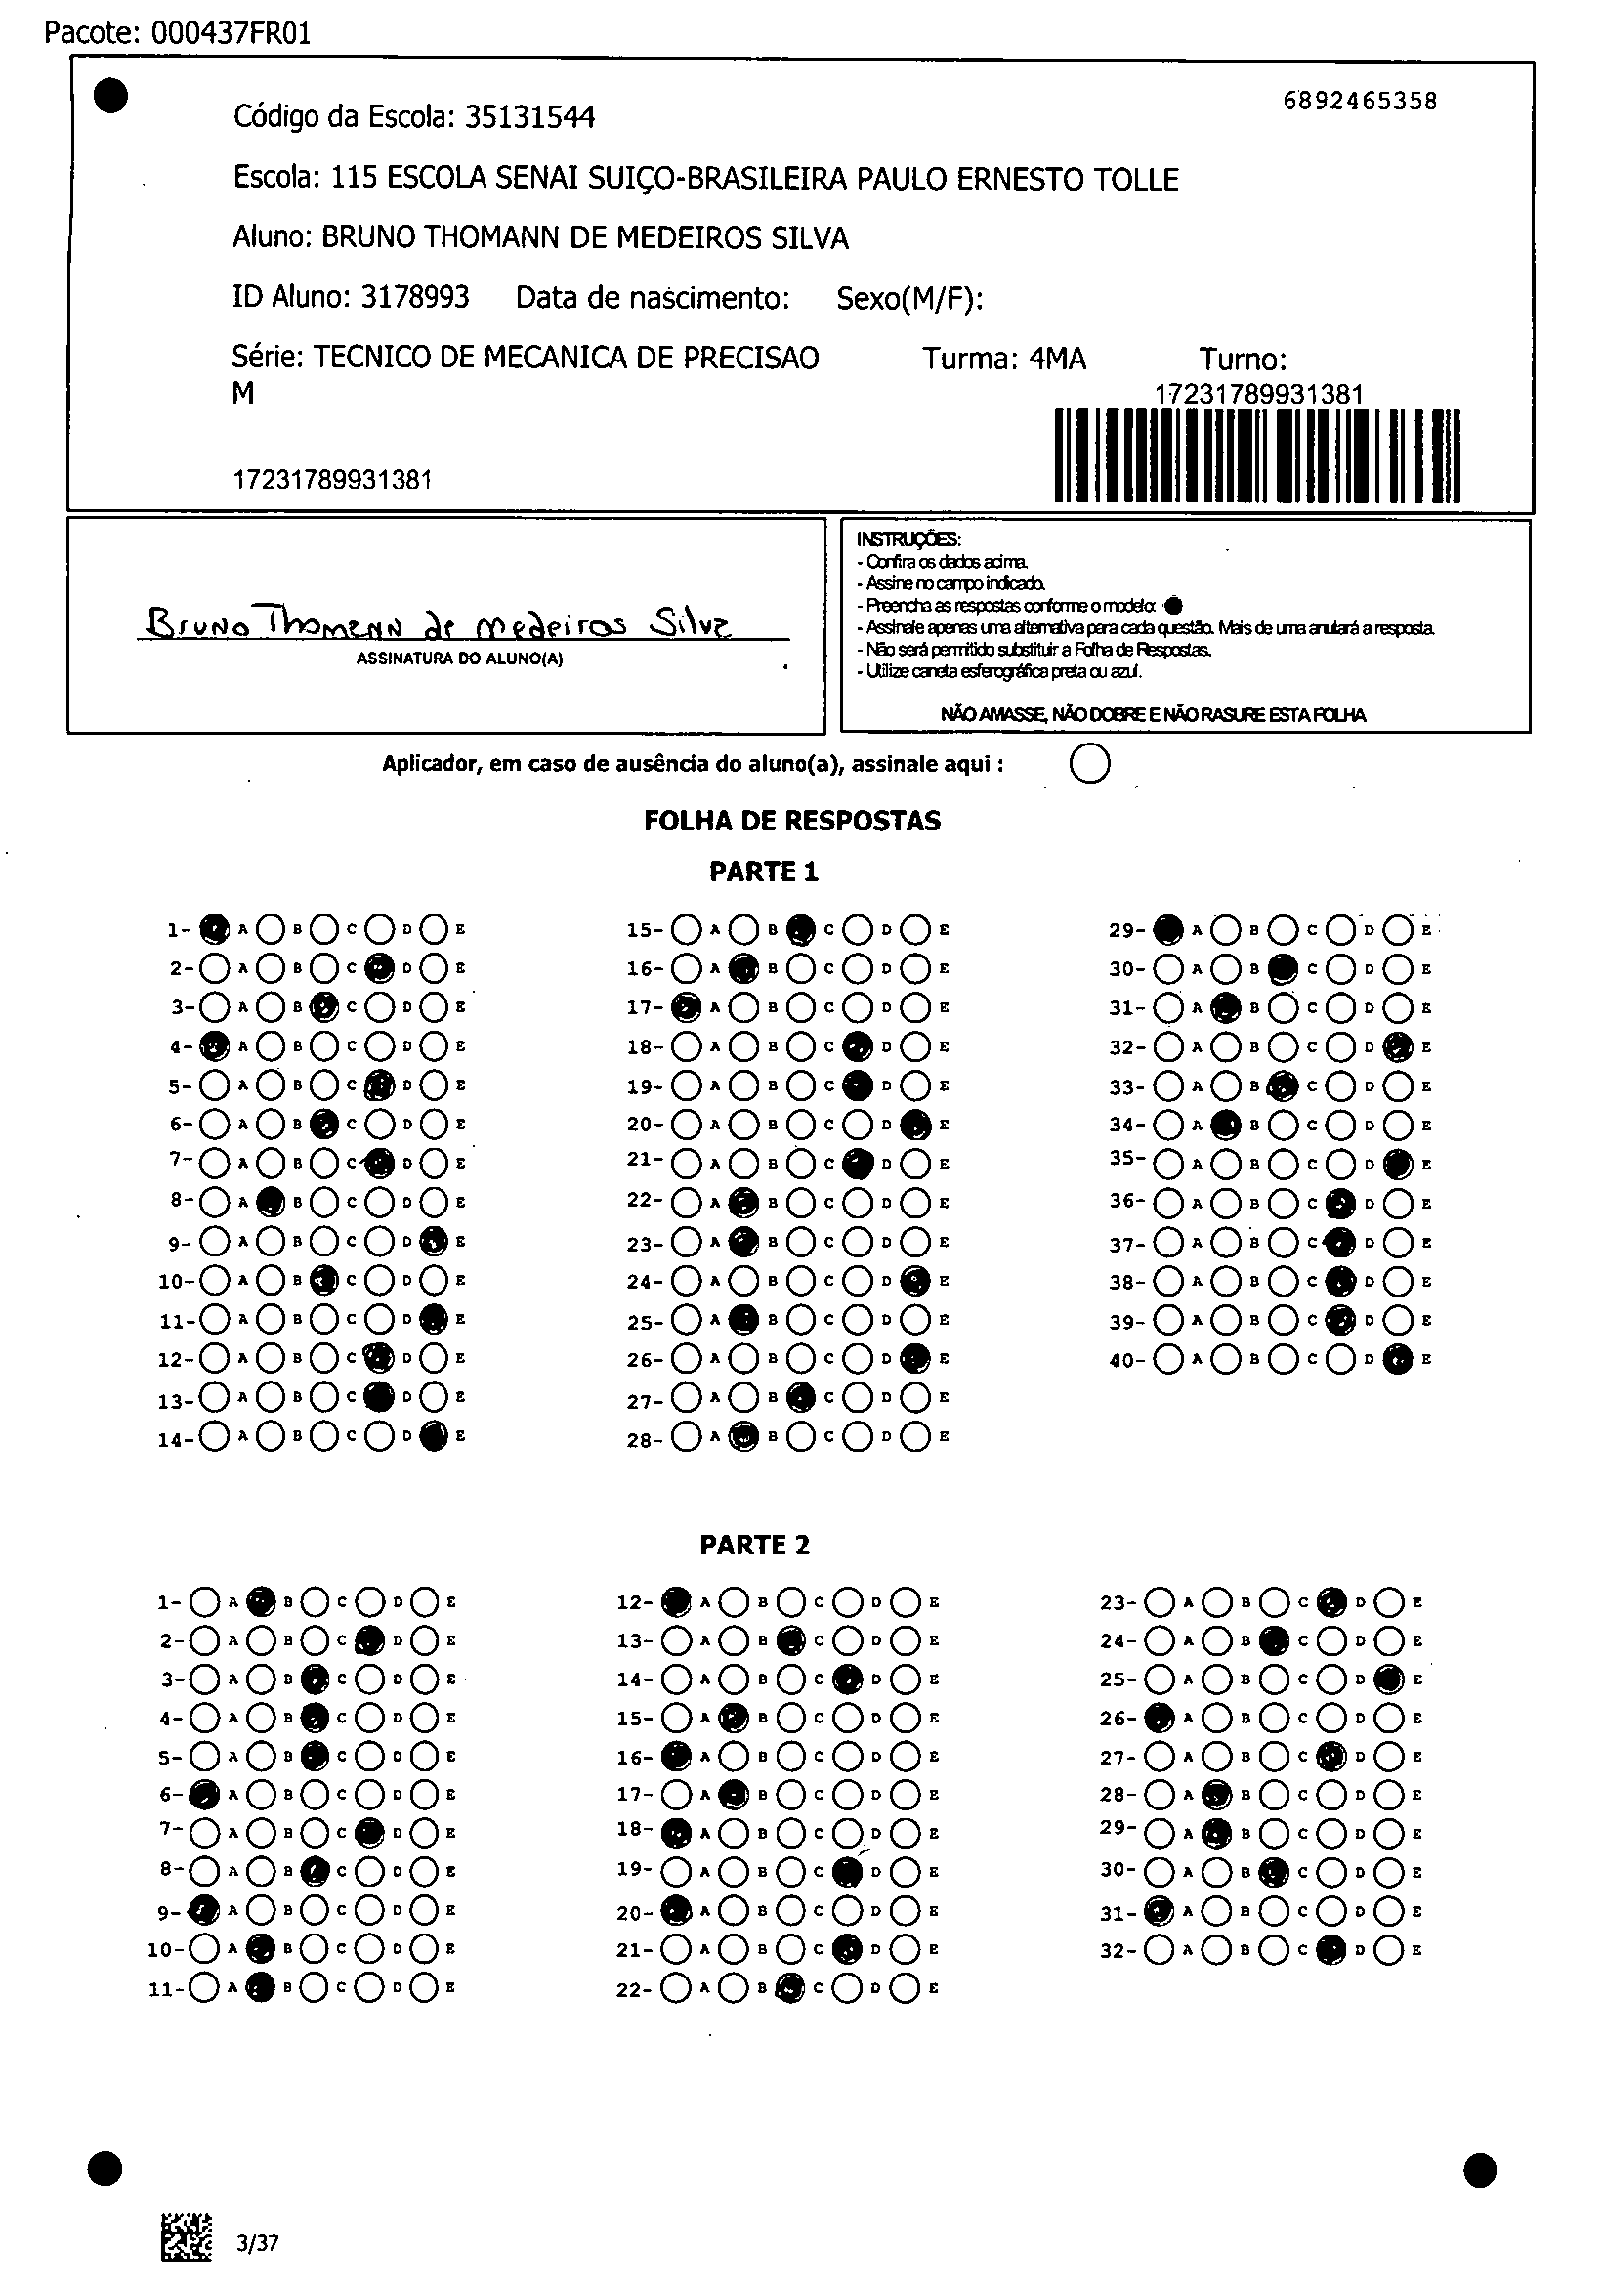 Pacote: 000437FR01
6892465358
Código da Escola: 35131544
Escola: 115 ESCOLA SENAI SUIÇO-BRASILEIRA PAULO ERNESTO TOLLE
Aluno: BRUNO THOMANN DE MEDEIROS SILVA
ID Aluno: 3178993 Data de nascimento: Sexo(M/F):
Série: TECNICO DE MECANICA DE PRECISAO Turma: 4MA Turno:
M
17231789931381
17231789931381
Bruno Thomann de Medeiros Silva
ASSINATURA DO ALUNO(A)
INSTRUÇÕES:
- Confira os dados acima.
- Assine no campo indicado.
- Preencha as respostas conforme o modelo:
- Assinale apenas uma alternativa para cada questão. Mais de uma anulará a resposta.
- Não será permitido substituir a Folha de Respostas.
- Utilize caneta esferográfica preta ou azul.
NÃO AMASSE, NÃO DOBRE E NÃO RASURE ESTA FOLHA
Aplicador, em caso de ausência do aluno(a), assinale aqui :
FOLHA DE RESPOSTAS
PARTE 1
1- A B C D E 15- A B C D E 29- A B C D E
2- A B C D E 16- A B C D E 30- A B C D E
3- A B C D E 17- A B C D E 31- A B C D E
4- A B C D E 18- A B C D E 32- A B C D E
5- A B C D E 19- A B C D E 33- A B C D E
6- A B C D E 20- A B C D E 34- A B C D E
7- A B C D E 21- A B C D E 35- A B C D E
8- A B C D E 22- A B C D E 36- A B C D E
9- A B C D E 23- A B C D E 37- A B C D E
10- A B C D E 24- A B C D E 38- A B C D E
11- A B C D E 25- A B C D E 39- A B C D E
12- A B C D E 26- A B C D E 40- A B C D E
13- A B C D E 27- A B C D E
14- A B C D E 28- A B C D E
PARTE 2
1- A B C D E 12- A B C D E 23- A B C D E
2- A B C D E 13- A B C D E 24- A B C D E
3- A B C D E 14- A B C D E 25- A B C D E
4- A B C D E 15- A B C D E 26- A B C D E
5- A B C D E 16- A B C D E 27- A B C D E
6- A B C D E 17- A B C D E 28- A B C D E
7- A B C D E 18- A B C D E 29- A B C D E
8- A B C D E 19- A B C D E 30- A B C D E
9- A B C D E 20- A B C D E 31- A B C D E
10- A B C D E 21- A B C D E 32- A B C D E
11- A B C D E 22- A B C D E
3/37